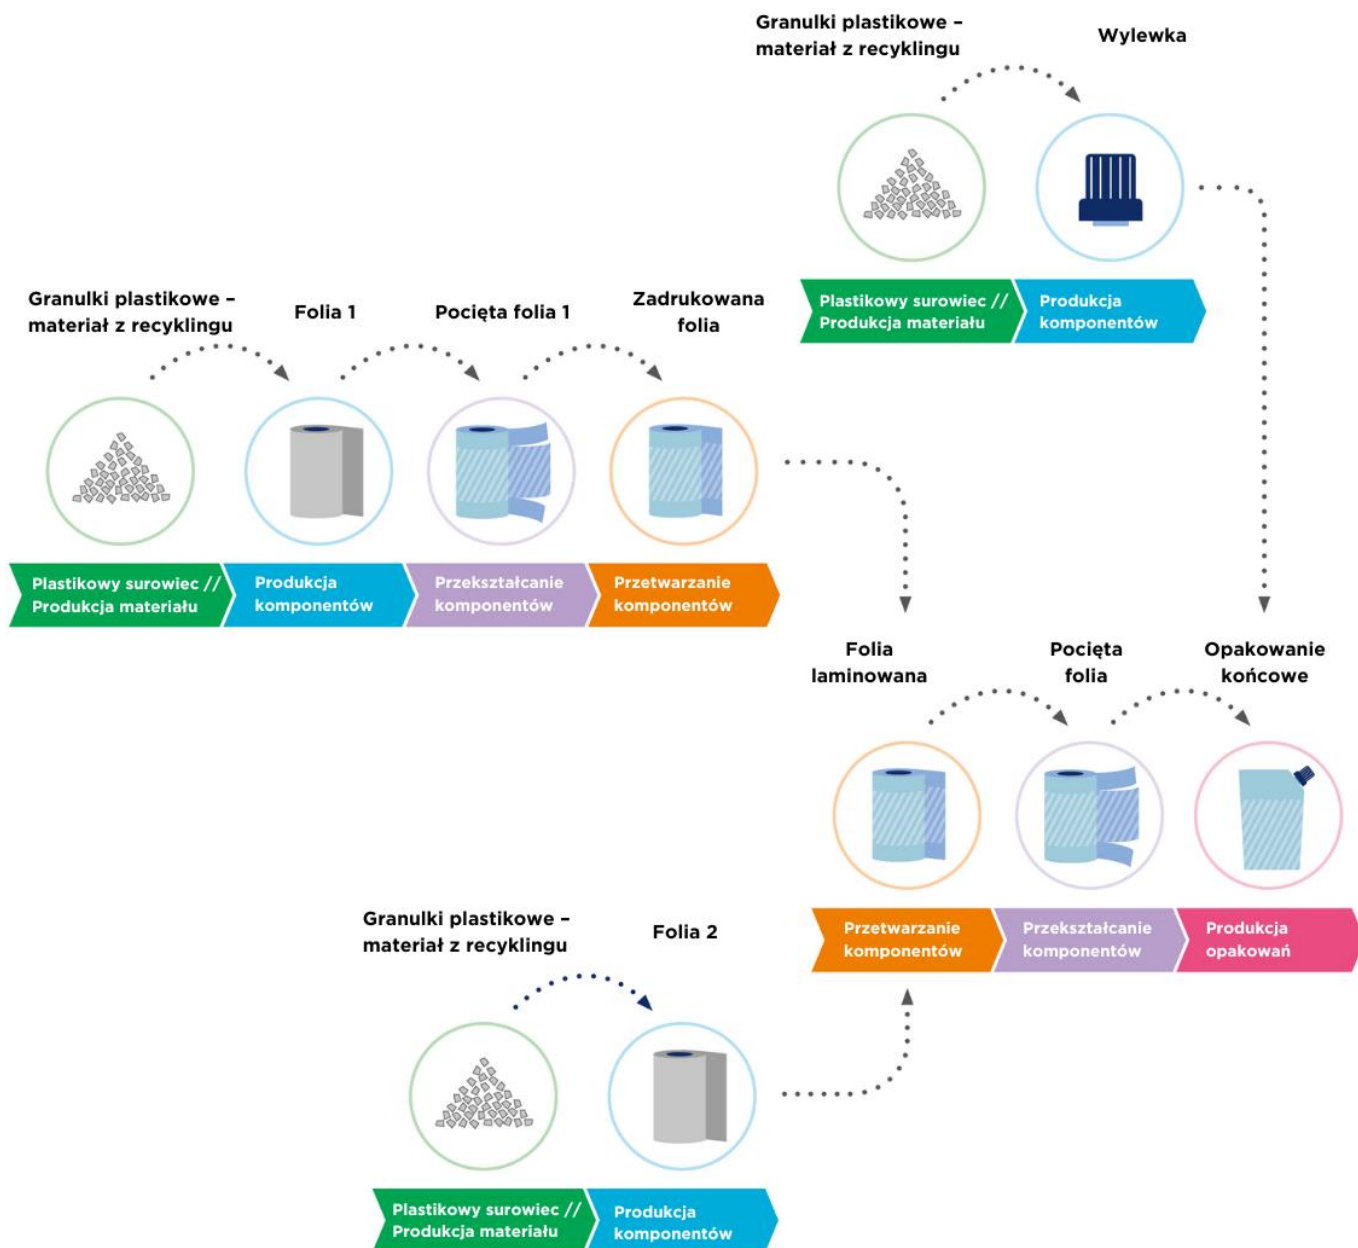 Granulki plastikowe –
materiał z recyklingu
Wylewka
Plastikowy surowiec //
Produkcja materiału
Produkcja
komponentów
Granulki plastikowe –
materiał z recyklingu
Folia 1
Pocięta folia 1
Zadrukowana
folia
Plastikowy surowiec //
Produkcja materiału
Produkcja
komponentów
Przekształcanie
komponentów
Przetwarzanie
komponentów
Folia
laminowana
Pocięta
folia
Opakowanie
końcowe
Przetwarzanie
komponentów
Przekształcanie
komponentów
Produkcja
opakowań
Granulki plastikowe –
materiał z recyklingu
Folia 2
Plastikowy surowiec //
Produkcja materiału
Produkcja
komponentów